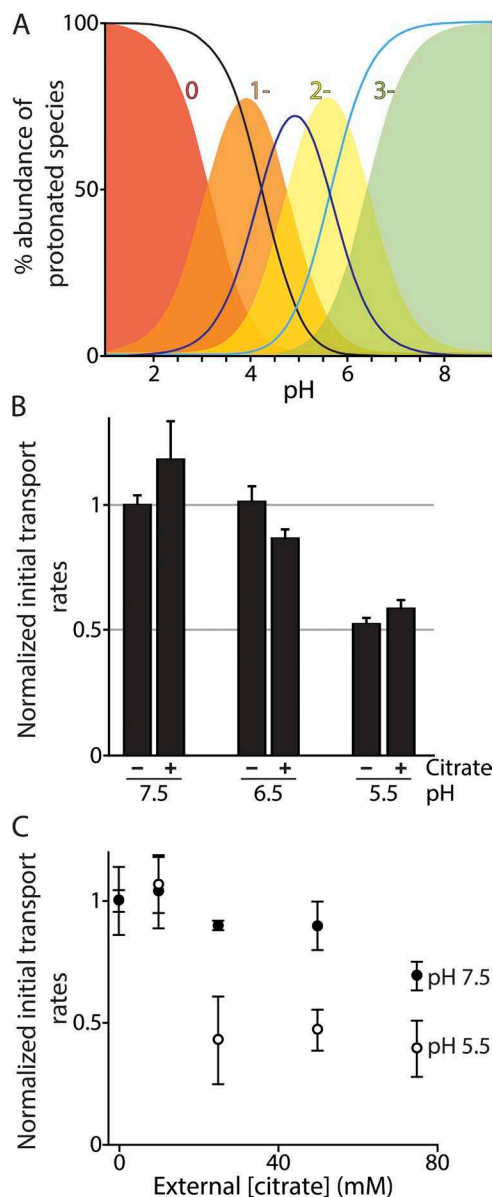 A
% abundance of
protonated species
100
50
0
0 1- 2- 3-
2 4 6 8
pH
B
Normalized initial transport
rates
1
0.5
0
− + − + − + Citrate
7.5 6.5 5.5 pH
C
Normalized initial transport
rates
1
0.5
0
pH 7.5
pH 5.5
0 40 80
External [citrate] (mM)